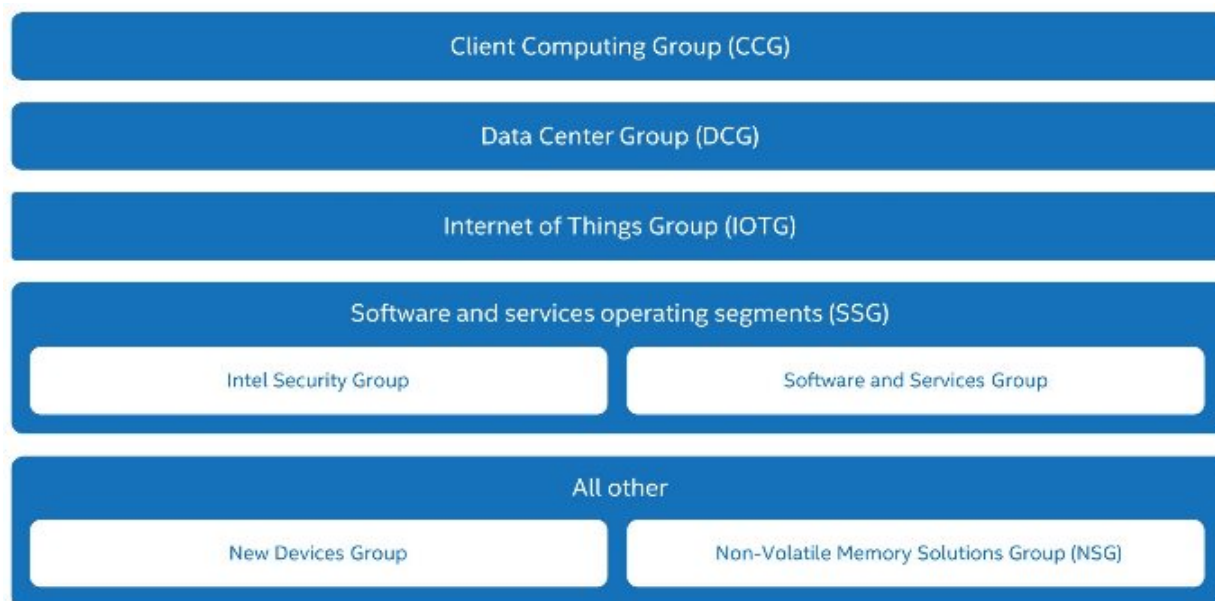 Client Computing Group (CCG)
Data Center Group (DCG)
Internet of Things Group (IOTG)
Software and services operating segments (SSG)
Intel Security Group
Software and Services Group
All other
New Devices Group
Non-Volatile Memory Solutions Group (NSG)